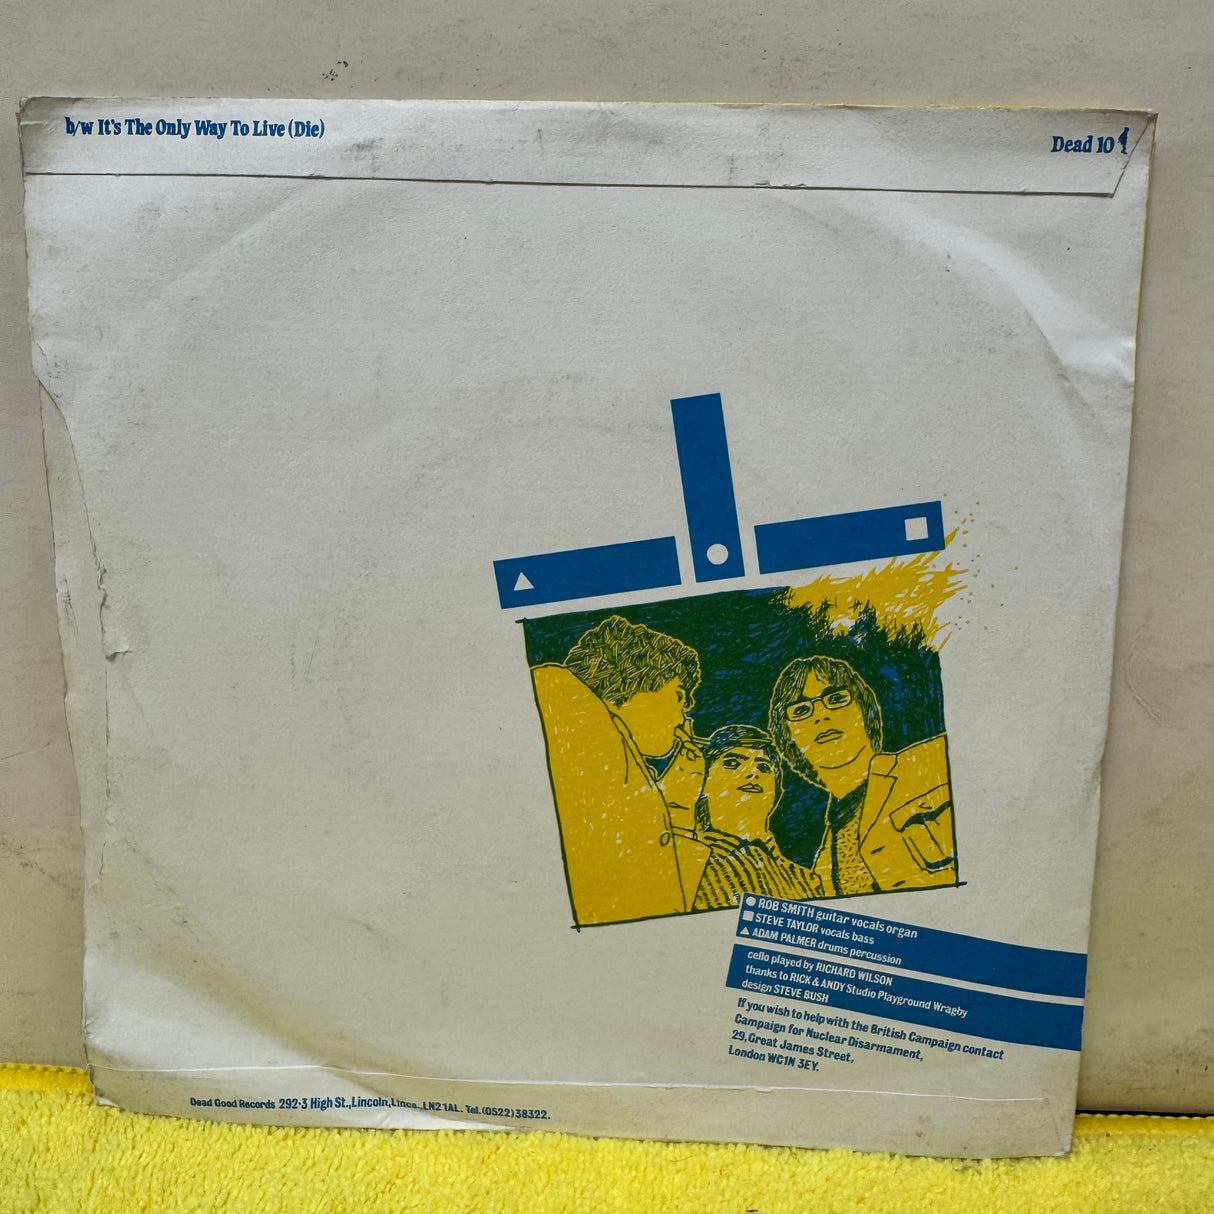 b/w It's The Only Way To Live (Die)
Dead 10
ROB SMITH guitar vocals organ
STEVE TAYLOR vocals bass
ADAM PALMER drums percussion
cello played by RICHARD WILSON
thanks to RICK & ANDY Studio Playground Wragby
design STEVE BUSH
If you wish to help with the British Campaign contact
Campaign for Nuclear Disarmament,
29, Great James Street,
London WC1N 3EY.
Dead Good Records 292·3 High St., Lincoln, Lincs., LN2 1AL. Tel. (0522) 38322.